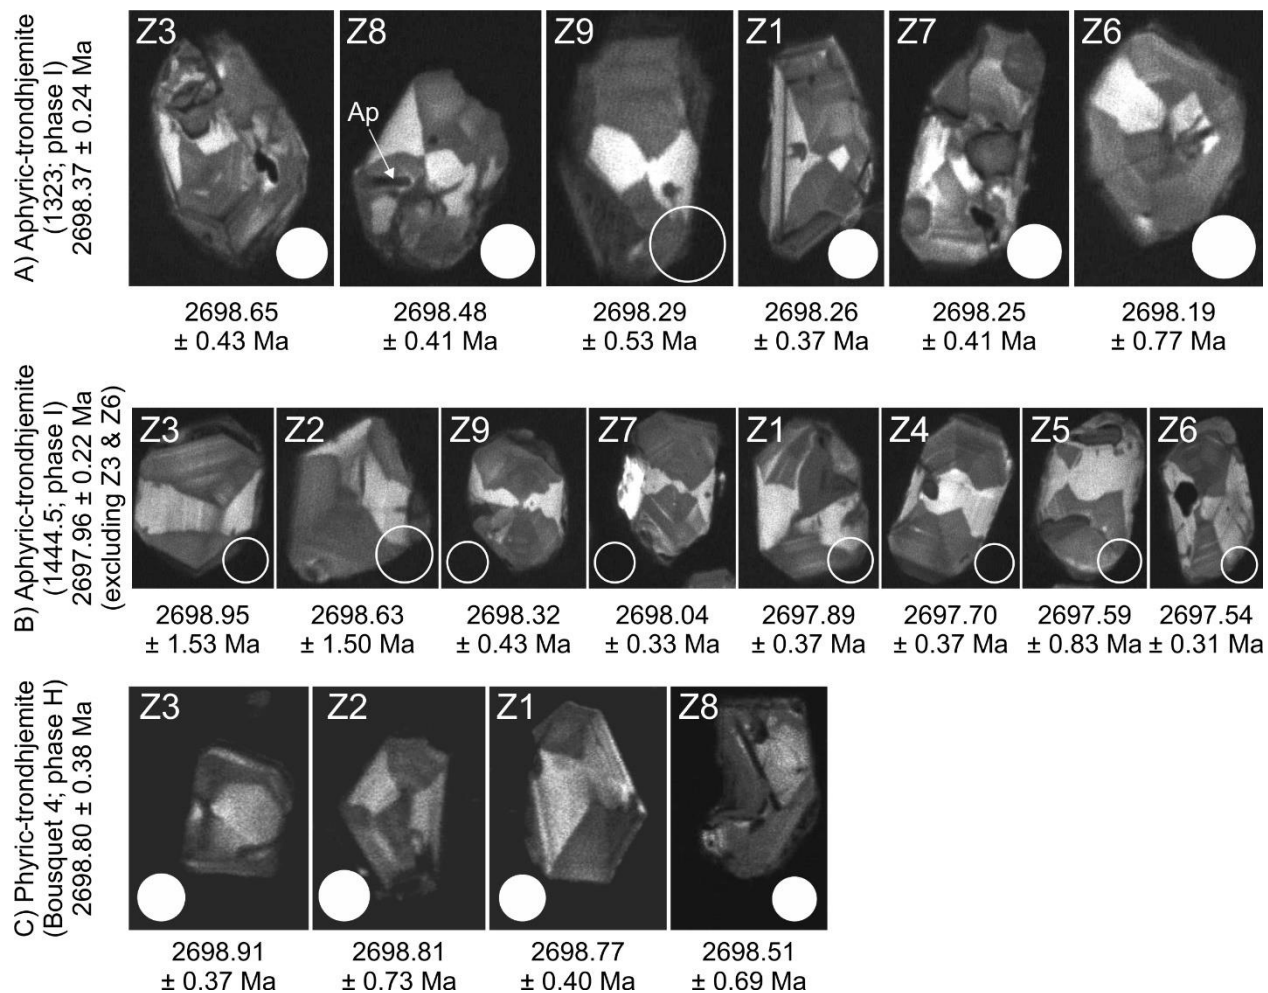 A) Aphyric-trondhjemite
(1323; phase I)
2698.37 ± 0.24 Ma
Z3
Z8
Z9
Z1
Z7
Z6
Ap
2698.65
± 0.43 Ma
2698.48
± 0.41 Ma
2698.29
± 0.53 Ma
2698.26
± 0.37 Ma
2698.25
± 0.41 Ma
2698.19
± 0.77 Ma
B) Aphyric-trondhjemite
(1444.5; phase I)
2697.96 ± 0.22 Ma
(excluding Z3 & Z6)
Z3
Z2
Z9
Z7
Z1
Z4
Z5
Z6
2698.95
± 1.53 Ma
2698.63
± 1.50 Ma
2698.32
± 0.43 Ma
2698.04
± 0.33 Ma
2697.89
± 0.37 Ma
2697.70
± 0.37 Ma
2697.59
± 0.83 Ma
2697.54
± 0.31 Ma
C) Phyric-trondhjemite
(Bousquet 4; phase H)
2698.80 ± 0.38 Ma
Z3
Z2
Z1
Z8
2698.91
± 0.37 Ma
2698.81
± 0.73 Ma
2698.77
± 0.40 Ma
2698.51
± 0.69 Ma